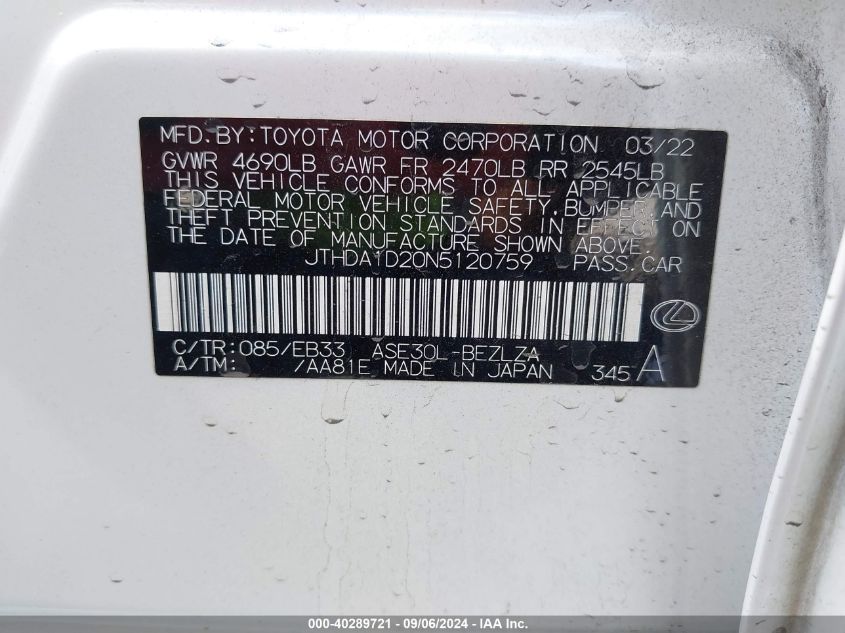 MFD.BY:TOYOTA MOTOR CORPORATION 03/22
GVWR 4690LB GAWR FR 2470LB RR 2545LB
THIS VEHICLE CONFORMS TO ALL APPLICABLE
FEDERAL MOTOR VEHICLE SAFETY,BUMPER,AND
THEFT PREVENTION STANDARDS IN EFFECT ON
THE DATE OF MANUFACTURE SHOWN ABOVE.
JTHDA1D20N5120759 PASS.CAR
C/TR:085/EB33 ASE30L-BEZLZA
A/TM: /AA81E MADE IN JAPAN 345 A
000-40289721 - 09/06/2024 - IAA Inc.